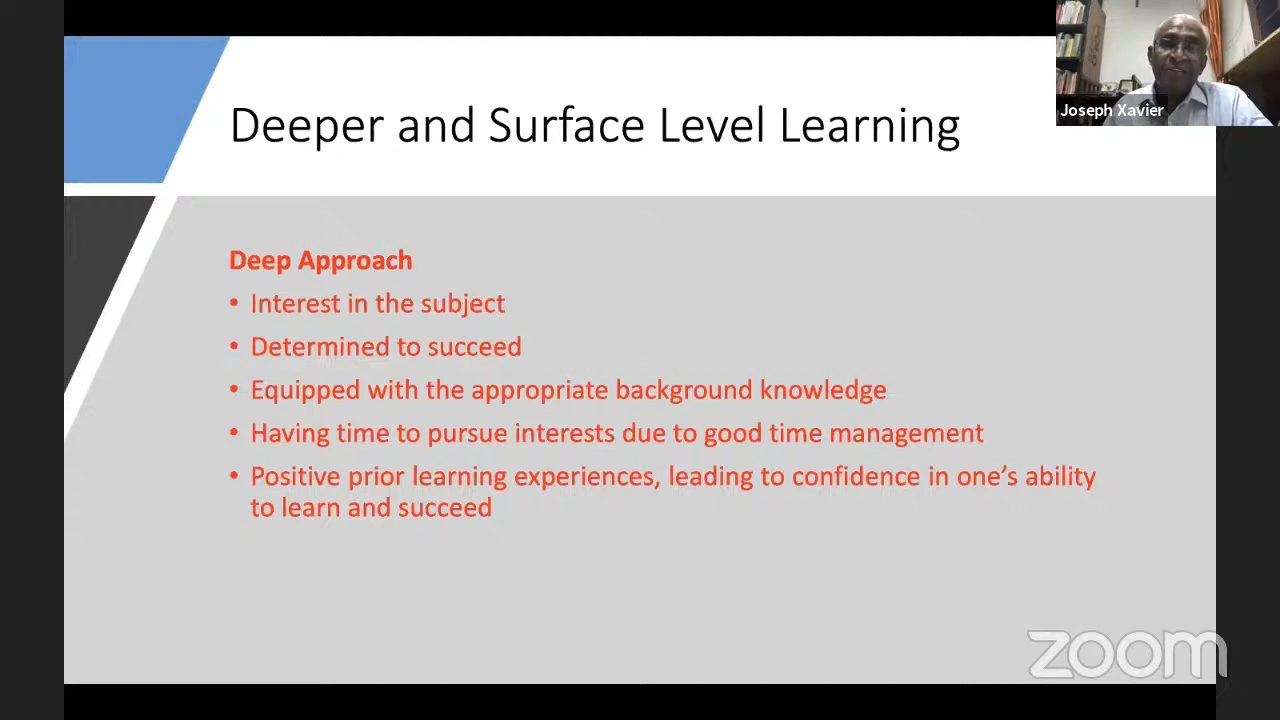 Deeper and Surface Level Learning
Joseph Xavier
Deep Approach
• Interest in the subject
• Determined to succeed
• Equipped with the appropriate background knowledge
• Having time to pursue interests due to good time management
• Positive prior learning experiences, leading to confidence in one’s ability
to learn and succeed
zoom